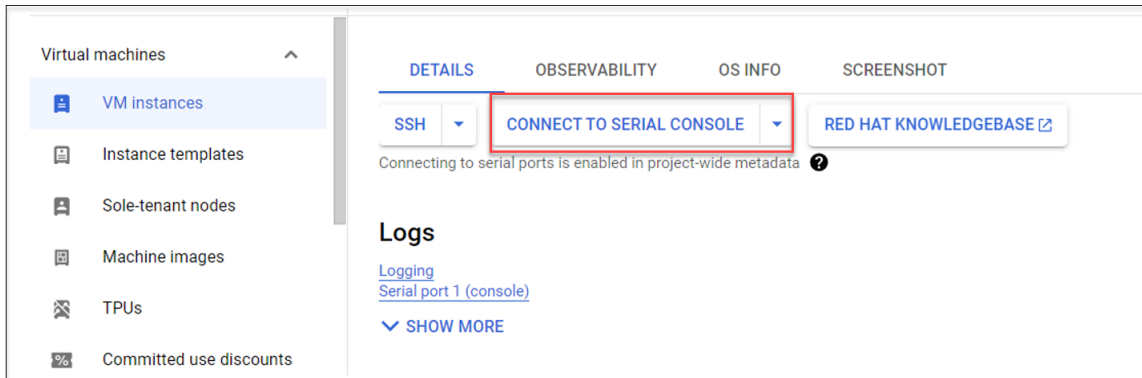 Virtual machines
VM instances
Instance templates
Sole-tenant nodes
Machine images
TPUs
% Committed use discounts
DETAILS OBSERVABILITY OS INFO SCREENSHOT
SSH CONNECT TO SERIAL CONSOLE RED HAT KNOWLEDGEBASE
Connecting to serial ports is enabled in project-wide metadata ?
Logs
Logging
Serial port 1 (console)
SHOW MORE